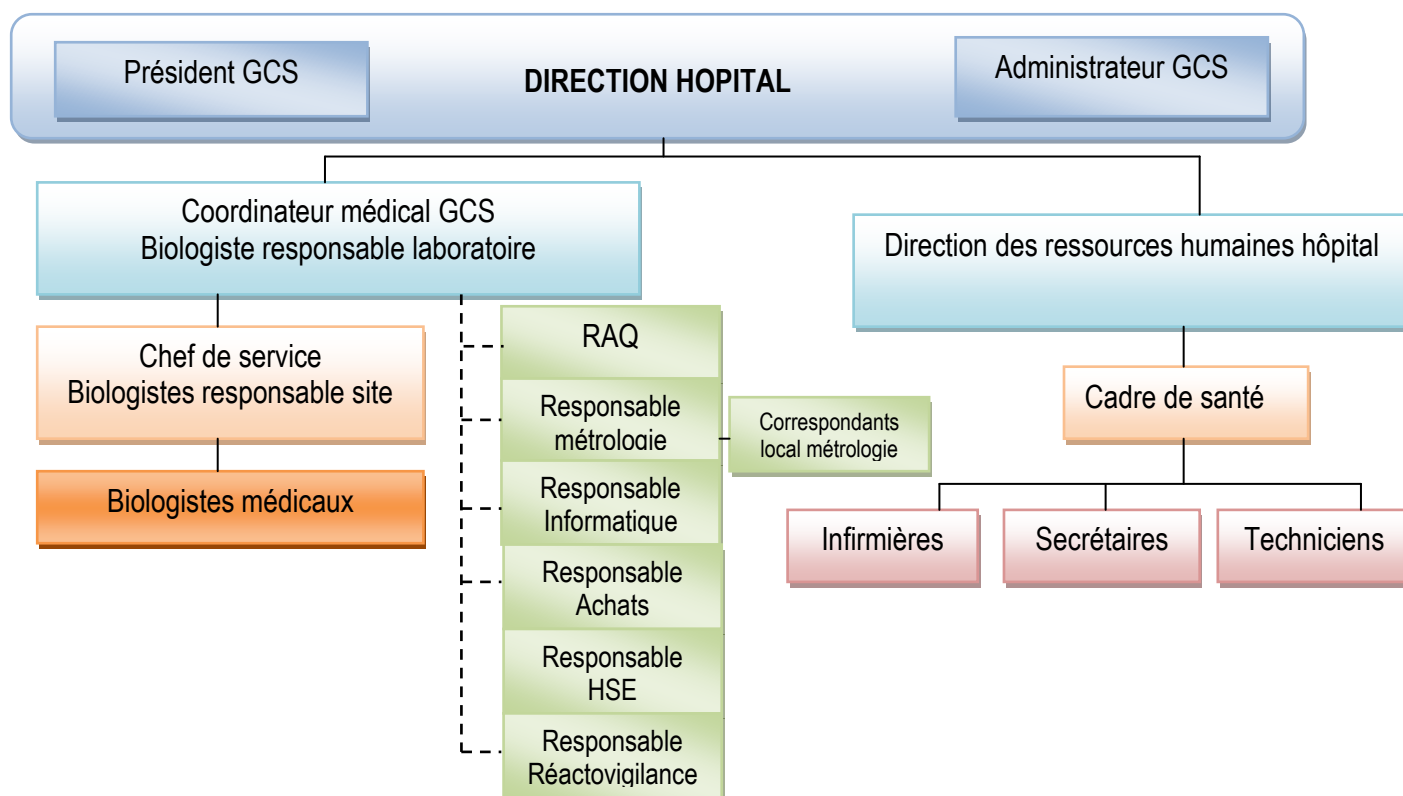 Président GCS
DIRECTION HOPITAL
Administrateur GCS
Coordinateur médical GCS
Biologiste responsable laboratoire
Direction des ressources humaines hôpital
Chef de service
Biologistes responsable site
Biologistes médicaux
RAQ
Responsable
métrologie
Correspondants
local métrologie
Responsable
Informatique
Responsable
Achats
Responsable
HSE
Responsable
Réactovigilance
Cadre de santé
Infirmières
Secrétaires
Techniciens